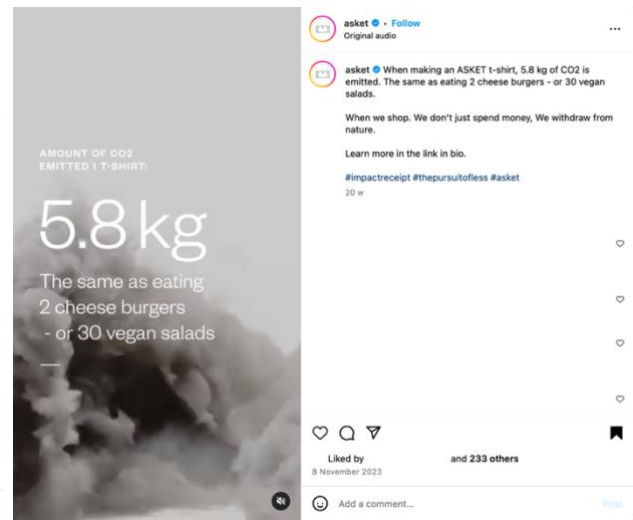 AMOUNT OF CO2
EMITTED 1 T-SHIRT:
5.8 kg
The same as eating
2 cheese burgers
- or 30 vegan salads
asket • Follow
Original audio
asket When making an ASKET t-shirt, 5.8 kg of CO2 is
emitted. The same as eating 2 cheese burgers - or 30 vegan
salads.
When we shop. We don't just spend money, We withdraw from
nature.
Learn more in the link in bio.
#impactreceipt #thepursuitofless #asket
20 w
Liked by and 233 others
8 November 2023
Add a comment...
Post